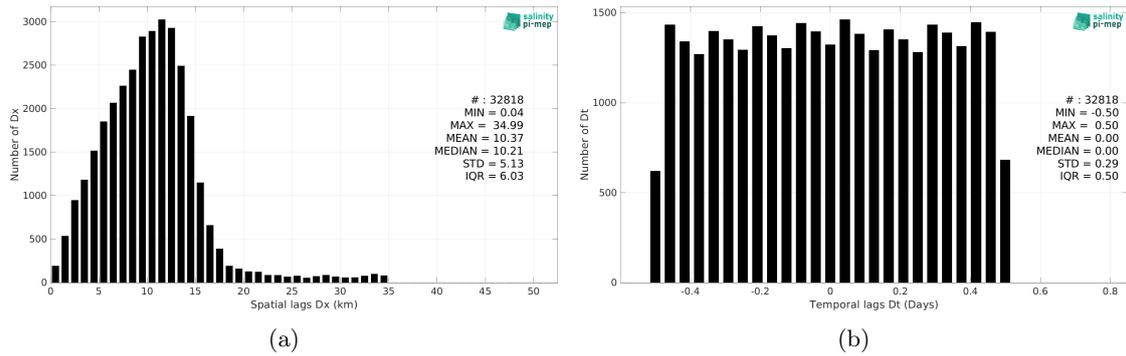 salinity
pi-mep
3000
2500
2000
1500
1000
500
0
Number of Dx
# : 32818
MIN = 0.04
MAX = 34.99
MEAN = 10.37
MEDIAN = 10.21
STD = 5.13
IQR = 6.03
0 5 10 15 20 25 30 35 40 45 50
Spatial lags Dx (km)
(a)
salinity
pi-mep
1500
1000
500
0
Number of Dt
# : 32818
MIN = -0.50
MAX = 0.50
MEAN = 0.00
MEDIAN = 0.00
STD = 0.29
IQR = 0.50
-0.4 -0.2 0 0.2 0.4 0.6 0.8
Temporal lags Dt (Days)
(b)